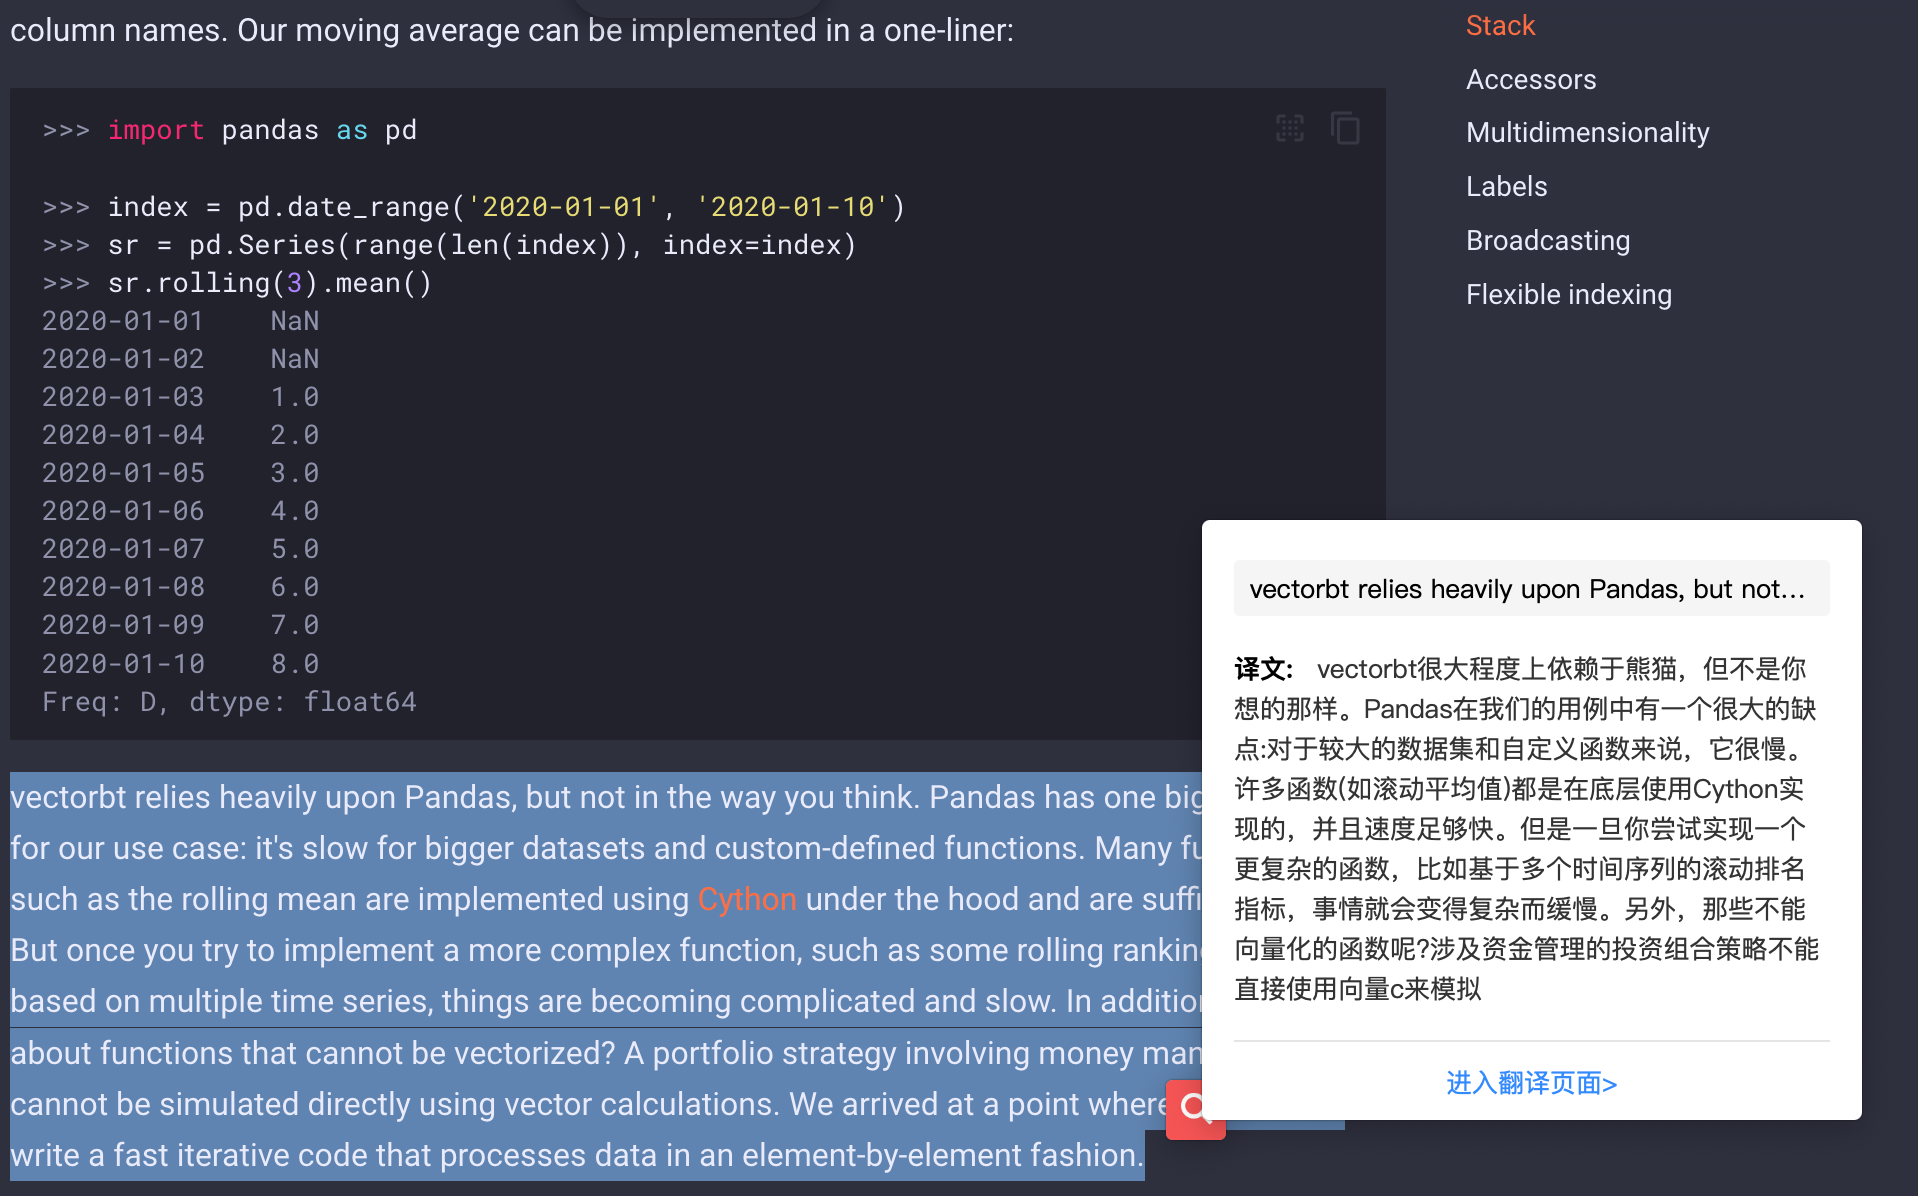 column names. Our moving average can be implemented in a one-liner:
>>> import pandas as pd
>>> index = pd.date_range('2020-01-01', '2020-01-10')
>>> sr = pd.Series(range(len(index)), index=index)
>>> sr.rolling(3).mean()
2020-01-01    NaN
2020-01-02    NaN
2020-01-03    1.0
2020-01-04    2.0
2020-01-05    3.0
2020-01-06    4.0
2020-01-07    5.0
2020-01-08    6.0
2020-01-09    7.0
2020-01-10    8.0
Freq: D, dtype: float64
vectorbt relies heavily upon Pandas, but not in the way you think. Pandas has one big
for our use case: it's slow for bigger datasets and custom-defined functions. Many
such as the rolling mean are implemented using Cython under the hood and are
But once you try to implement a more complex function, such as some rolling
based on multiple time series, things are becoming complicated and slow. In
about functions that cannot be vectorized? A portfolio strategy involving money
cannot be simulated directly using vector calculations. We arrived at a point where
write a fast iterative code that processes data in an element-by-element fashion.
Stack
Accessors
Multidimensionality
Labels
Broadcasting
Flexible indexing
vectorbt relies heavily upon Pandas, but not...
译文: vectorbt很大程度上依赖于熊猫，但不是你
想的那样。Pandas在我们的用例中有一个很大的缺
点:对于较大的数据集和自定义函数来说，它很慢。
许多函数(如滚动平均值)都是在底层使用Cython实
现的，并且速度足够快。但是一旦你尝试实现一个
更复杂的函数，比如基于多个时间序列的滚动排名
指标，事情就会变得复杂而缓慢。另外，那些不能
向量化的函数呢?涉及资金管理的投资组合策略不能
直接使用向量c来模拟
进入翻译页面>